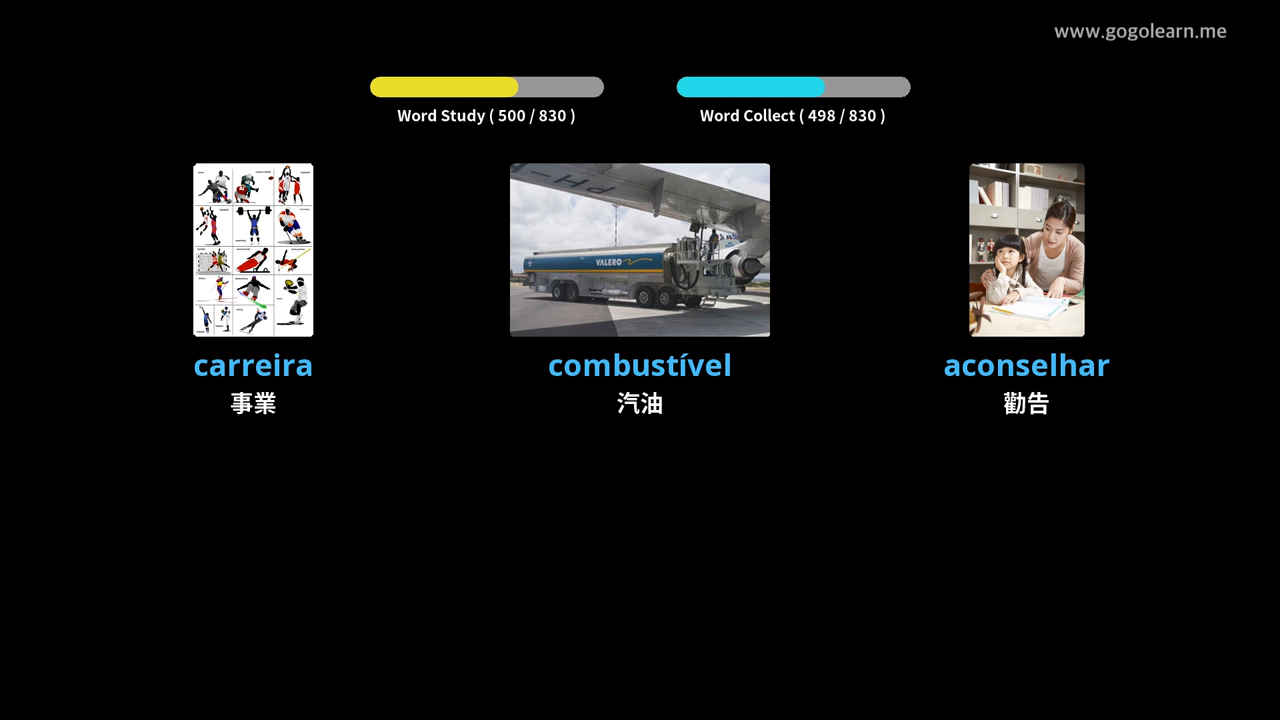 www.gogolearn.me
Word Study ( 500 / 830 )
Word Collect ( 498 / 830 )
VALERO
carreira
combustível
aconselhar
事業
汽油
勸告